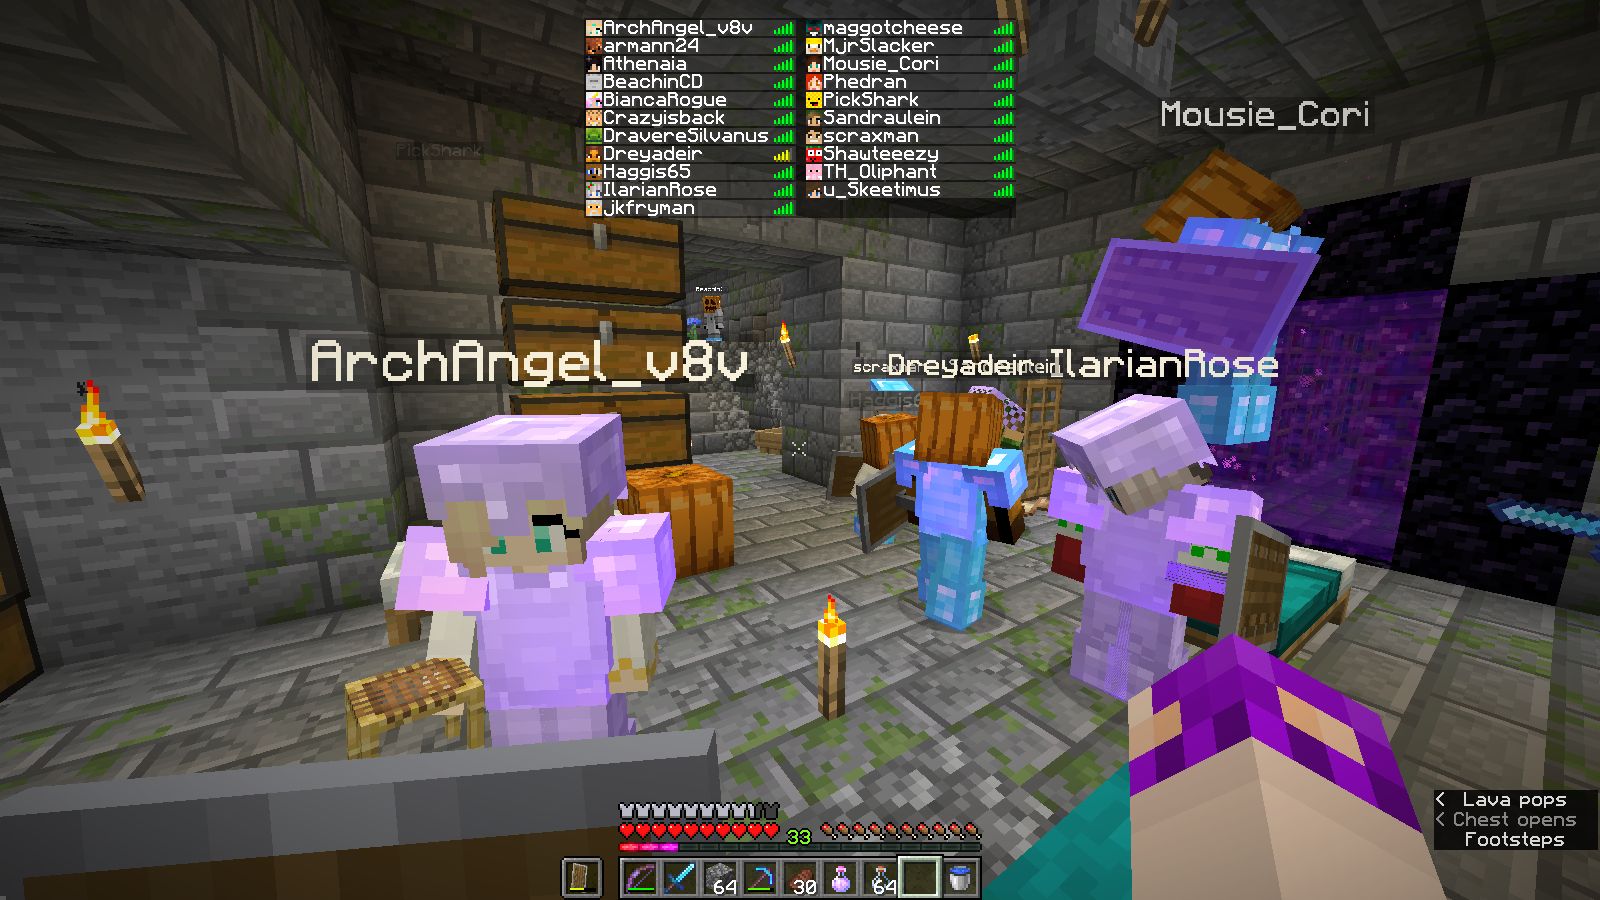 ArchAngel_v8v
armann24
Athenaia
BeachinCD
BiancaRogue
Crazyisback
DravereSilvanus
Dreyadeir
Haggis65
IlarianRose
jkfryman
maggotcheese
MjrSlacker
Mousie_Cori
Phedran
PickShark
Sandraulein
scraxman
Shawteeezy
TH_Oliphant
u_Skeetimus
Mousie_Cori
PickShark
Beachin
ArchAngel_v8v
Dreyadeir
IlarianRose
33
64
30
64
< Lava pops
< Chest opens
Footsteps